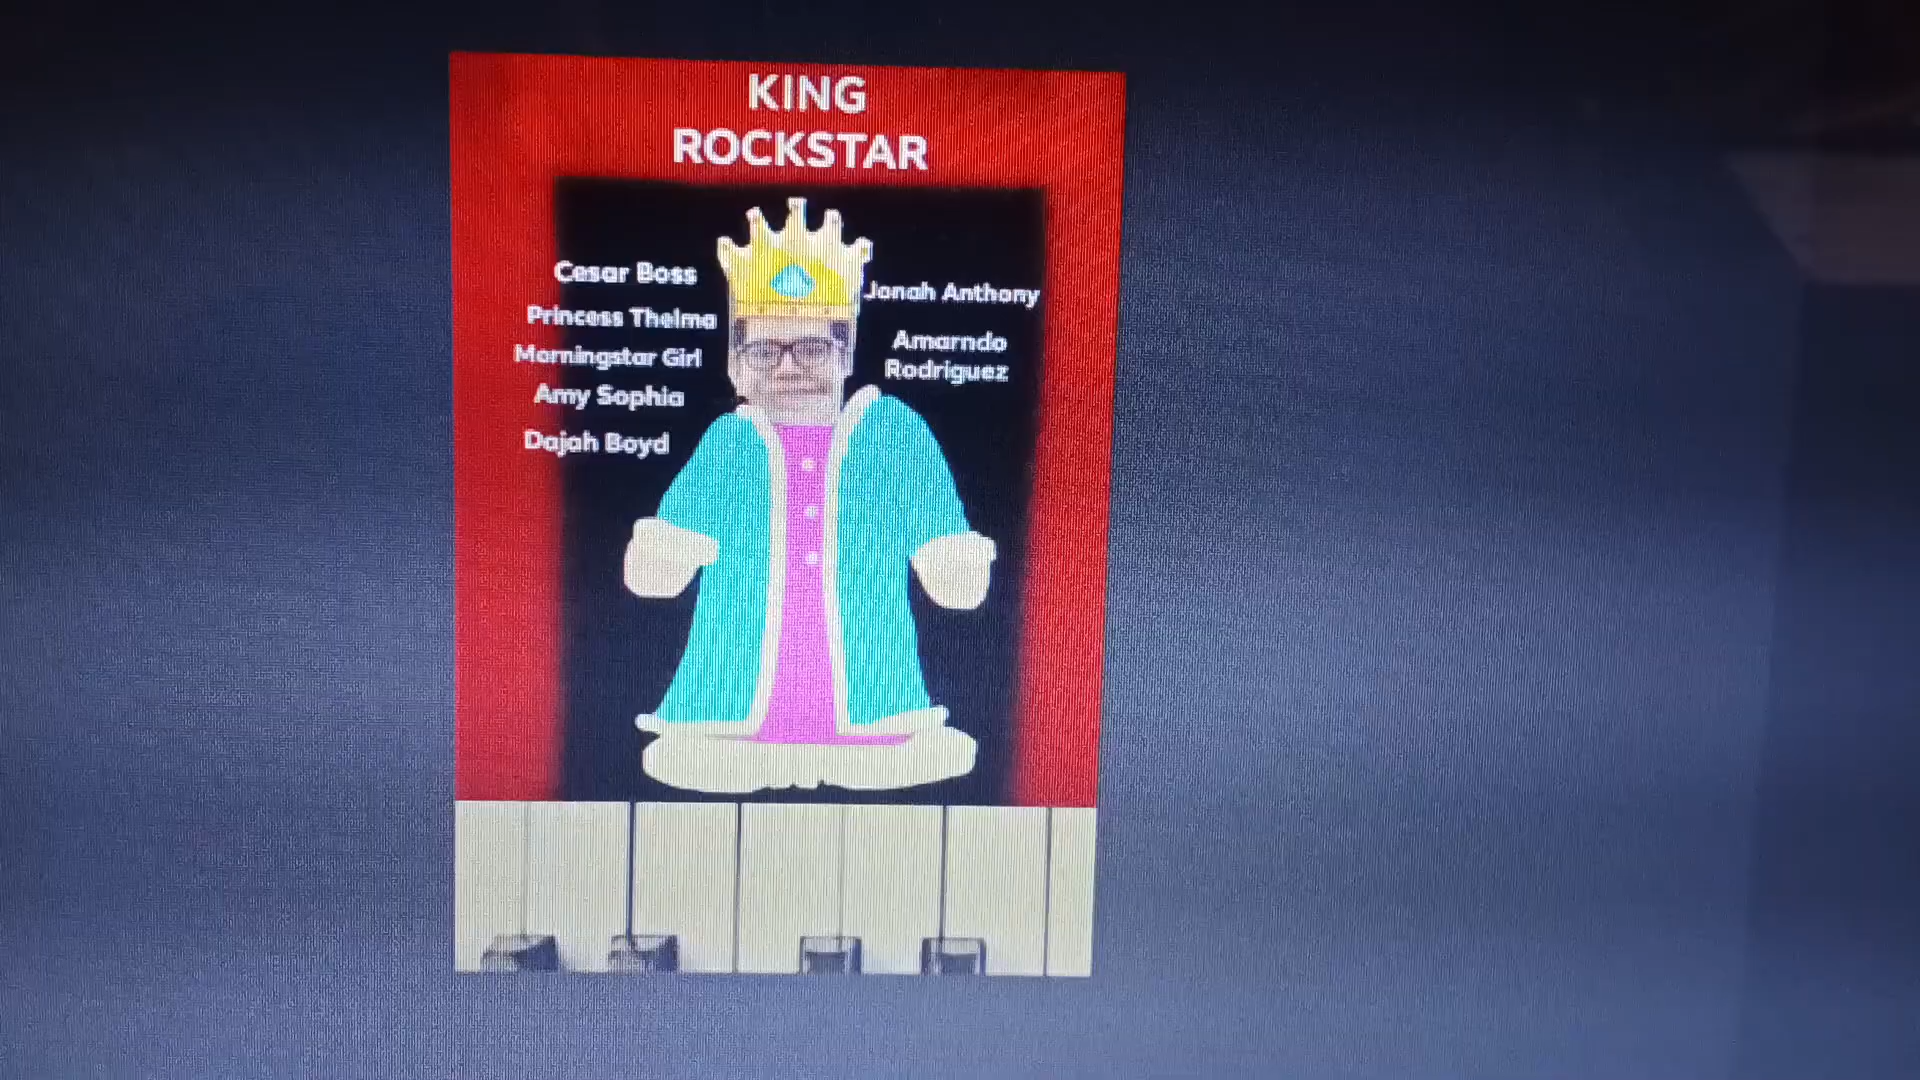 KING
ROCKSTAR
Cesar Boss
Princess Thelma
Morningstar Girl
Amy Sophia
Dajah Boyd
Jonah Anthony
Amarndo
Rodriguez